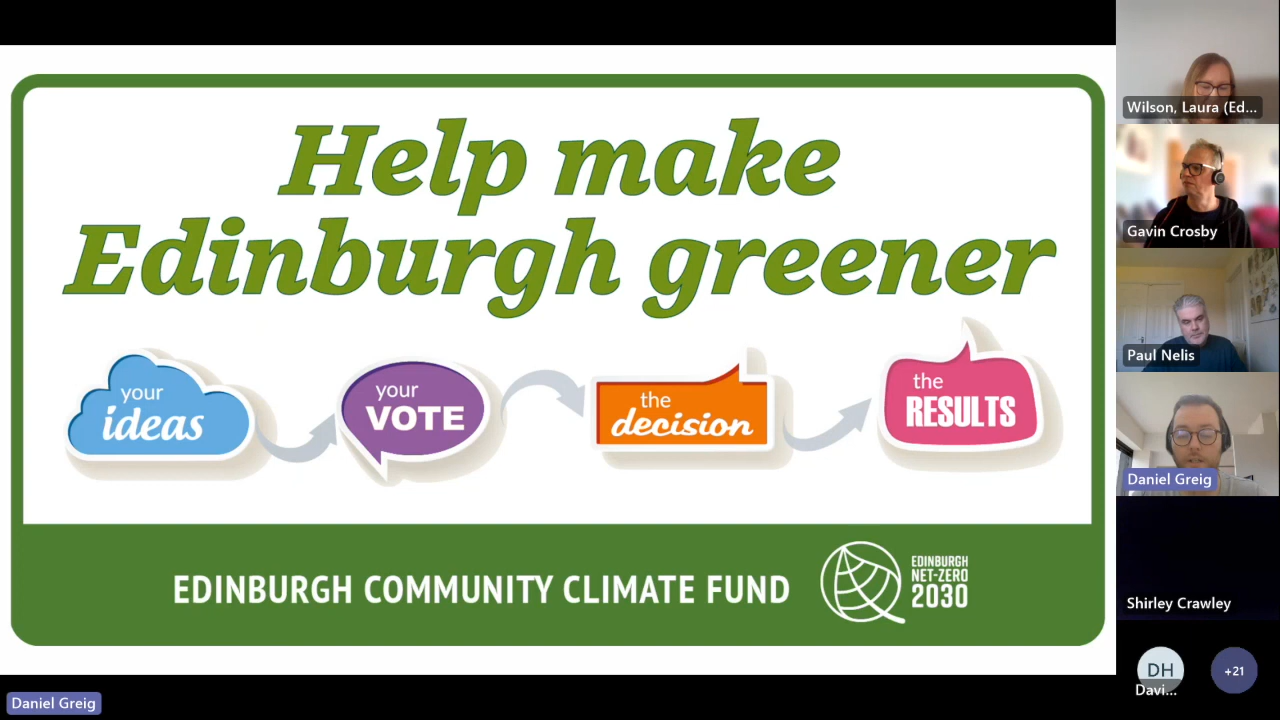 Help make
Edinburgh greener
your
ideas
your
VOTE
the
decision
the
RESULTS
EDINBURGH COMMUNITY CLIMATE FUND
EDINBURGH
NET-ZERO
2030
Daniel Greig
Wilson, Laura (Ed...
Gavin Crosby
Paul Nelis
Daniel Greig
Shirley Crawley
DH
Davi...
+21